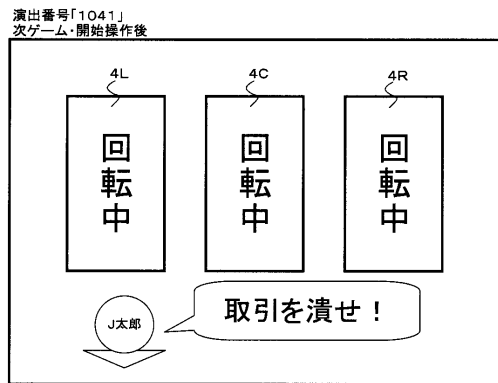 演出番号「1041」
次ゲーム・開始操作後
4L 4C 4R
回転中 回転中 回転中
J太郎 取引を潰せ！